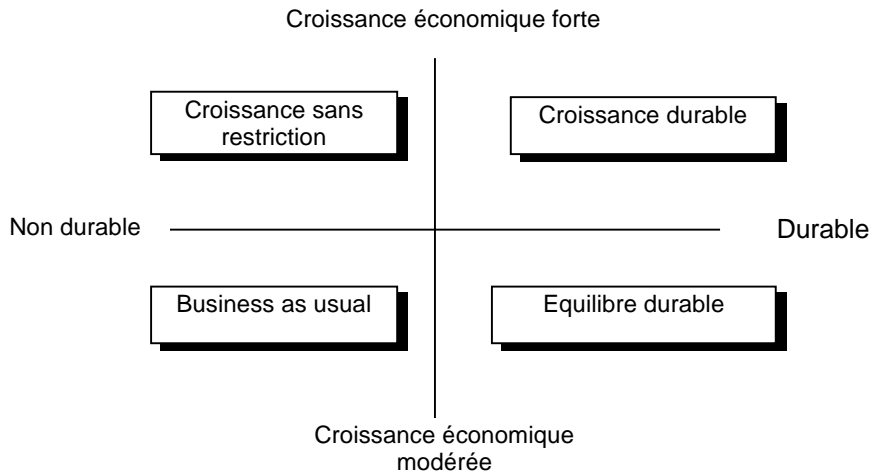 Croissance économique forte
Croissance sans
restriction
Croissance durable
Non durable
Durable
Business as usual
Equilibre durable
Croissance économique
modérée